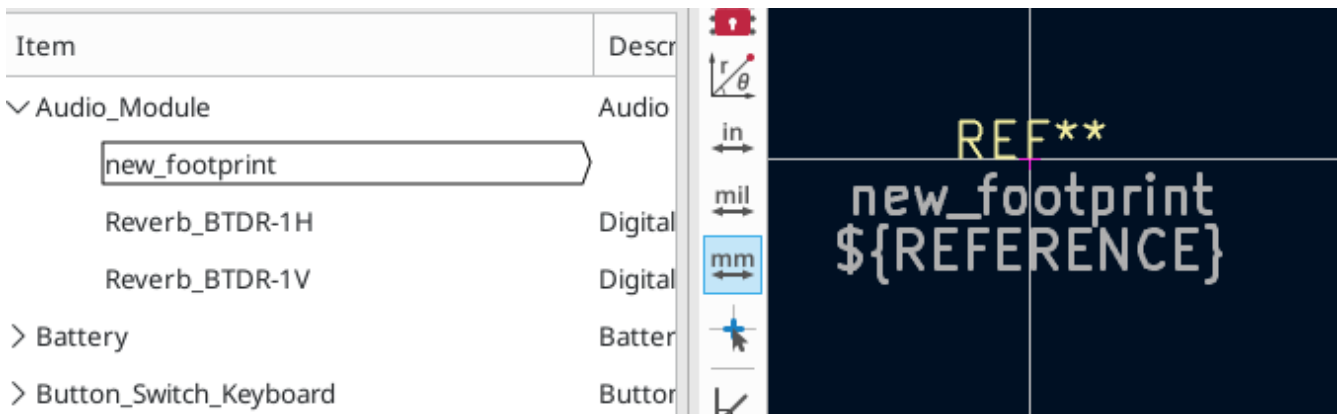 Item Descr
Audio_Module Audio
new_footprint
Reverb_BTDR-1H Digital
Reverb_BTDR-1V Digital
Battery Batter
Button_Switch_Keyboard Button
r
θ
in
mil
mm
REF**
new_footprint
${REFERENCE}